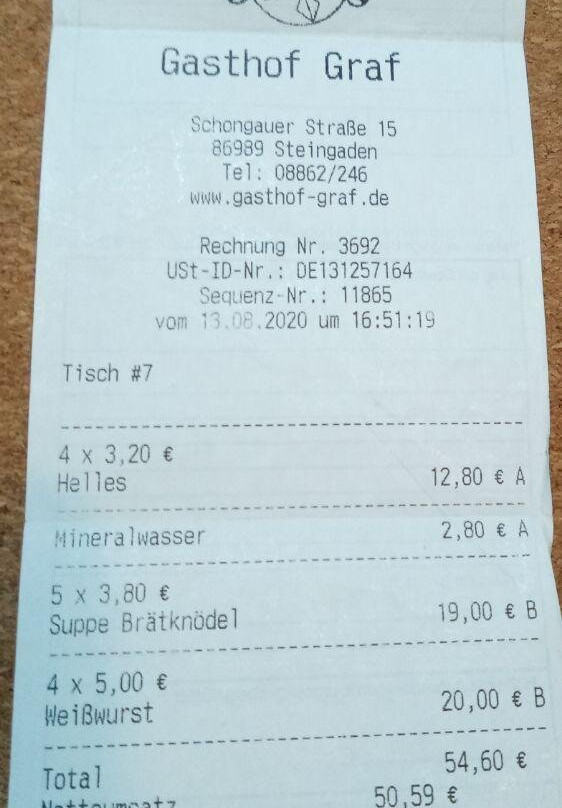 Gasthof Graf
Schongauer Straße 15
86989 Steingaden
Tel: 08862/246
www.gasthof-graf.de
Rechnung Nr. 3692
USt-ID-Nr.: DE131257164
Sequenz-Nr.: 11865
vom 13.08.2020 um 16:51:19
Tisch #7
4 x 3,20 €
Helles 12,80 € A
Mineralwasser 2,80 € A
5 x 3,80 €
Suppe Brätknödel 19,00 € B
4 x 5,00 €
Weißwurst 20,00 € B
Total 54,60 €
Nettoumsatz 50,59 €